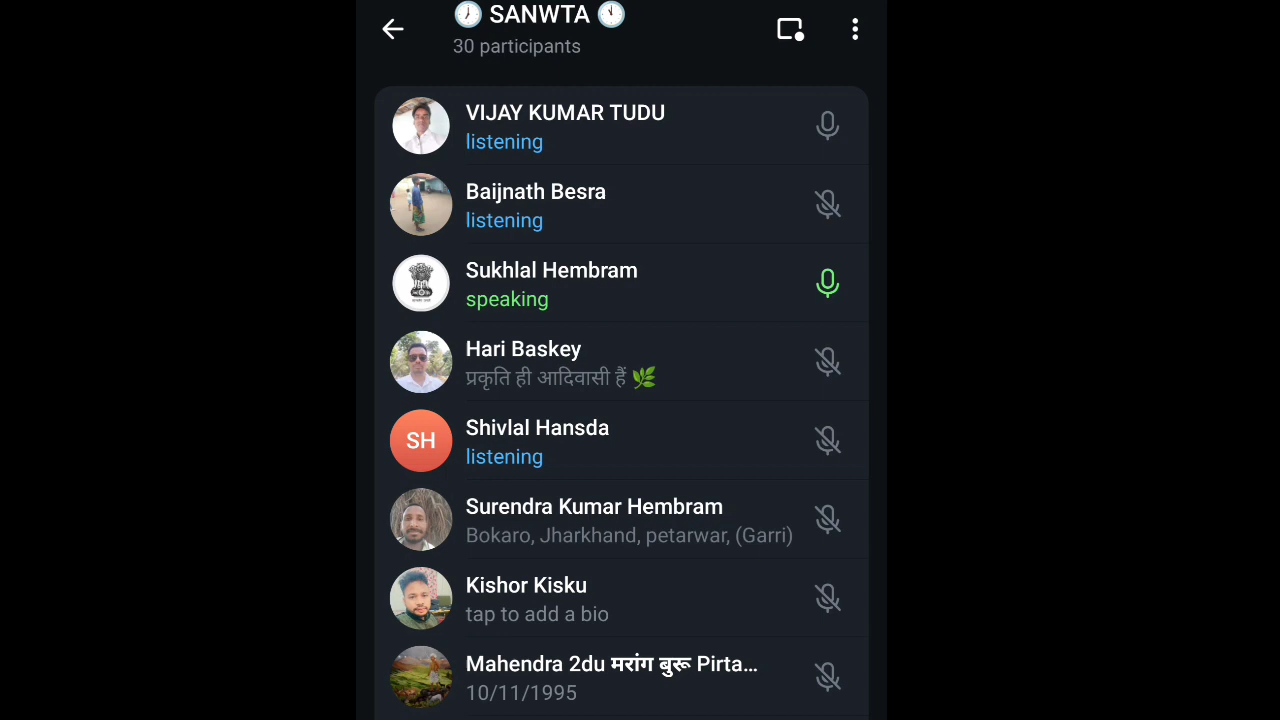 🕖 SANWTA 🕚
30 participants
VIJAY KUMAR TUDU
listening
Baijnath Besra
listening
Sukhlal Hembram
speaking
Hari Baskey
प्रकृति ही आदिवासी हैं 🌿
SH
Shivlal Hansda
listening
Surendra Kumar Hembram
Bokaro, Jharkhand, petarwar, (Garri)
Kishor Kisku
tap to add a bio
Mahendra 2du मरांग बुरू Pirta...
10/11/1995